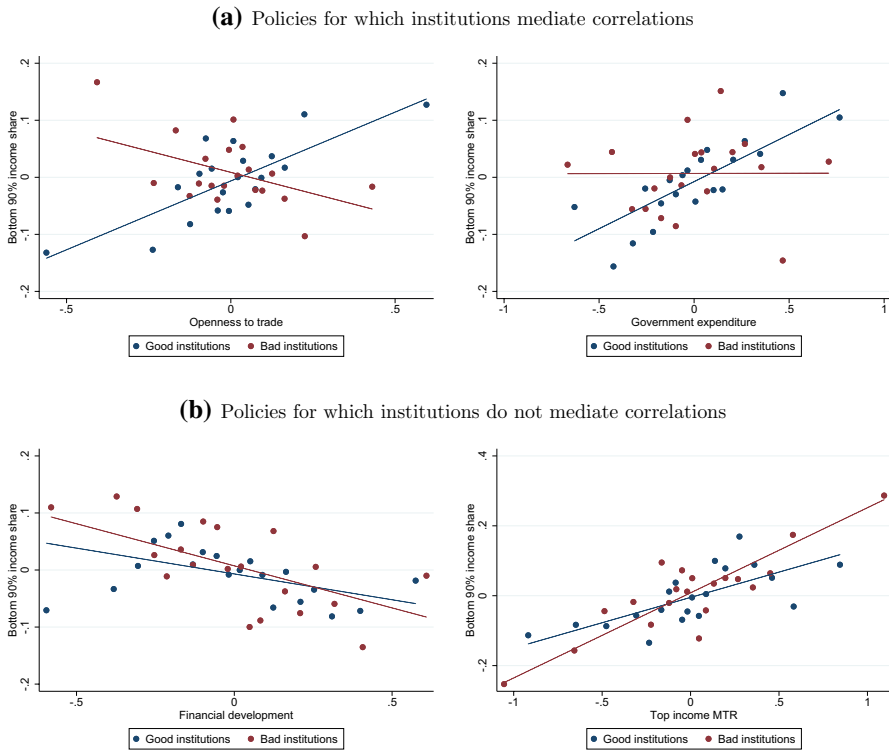 (a) Policies for which institutions mediate correlations
Bottom 90% income share
.2
.1
0
-.1
-.2
-.5 0 .5
Openness to trade
Good institutions Bad institutions
Bottom 90% income share
.2
.1
0
-.1
-.2
-1 -.5 0 .5 1
Government expenditure
Good institutions Bad institutions
(b) Policies for which institutions do not mediate correlations
Bottom 90% income share
.2
.1
0
-.1
-.2
-.5 0 .5
Financial development
Good institutions Bad institutions
Bottom 90% income share
.4
.2
0
-.2
-1 -.5 0 .5 1
Top income MTR
Good institutions Bad institutions